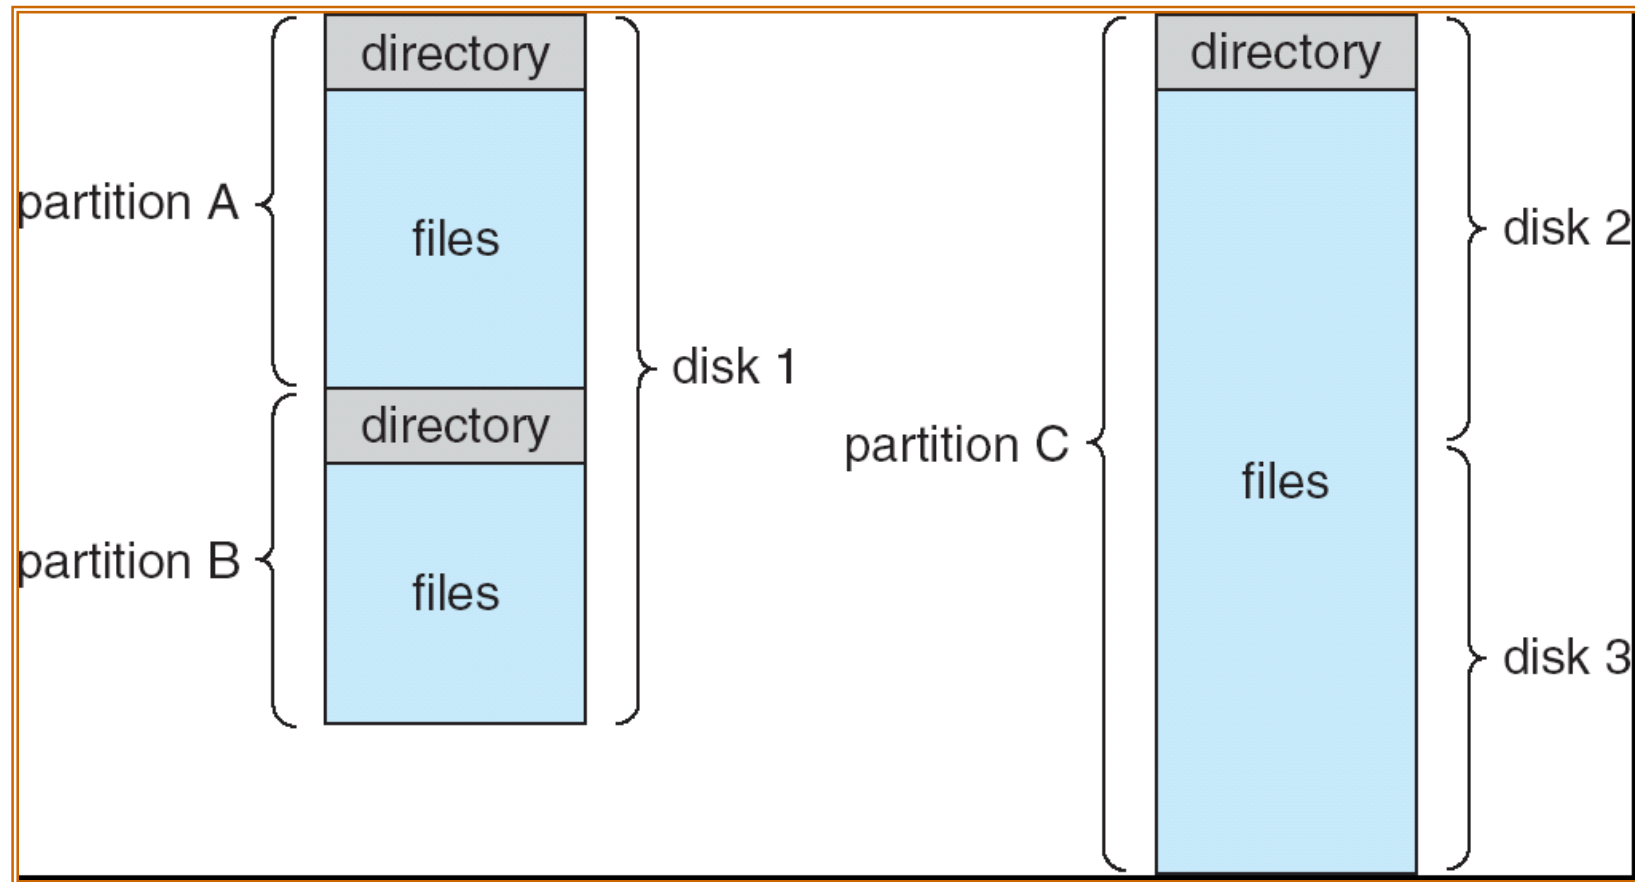 directory
partition A
files
disk 1
directory
partition B
files
directory
disk 2
partition C
files
disk 3